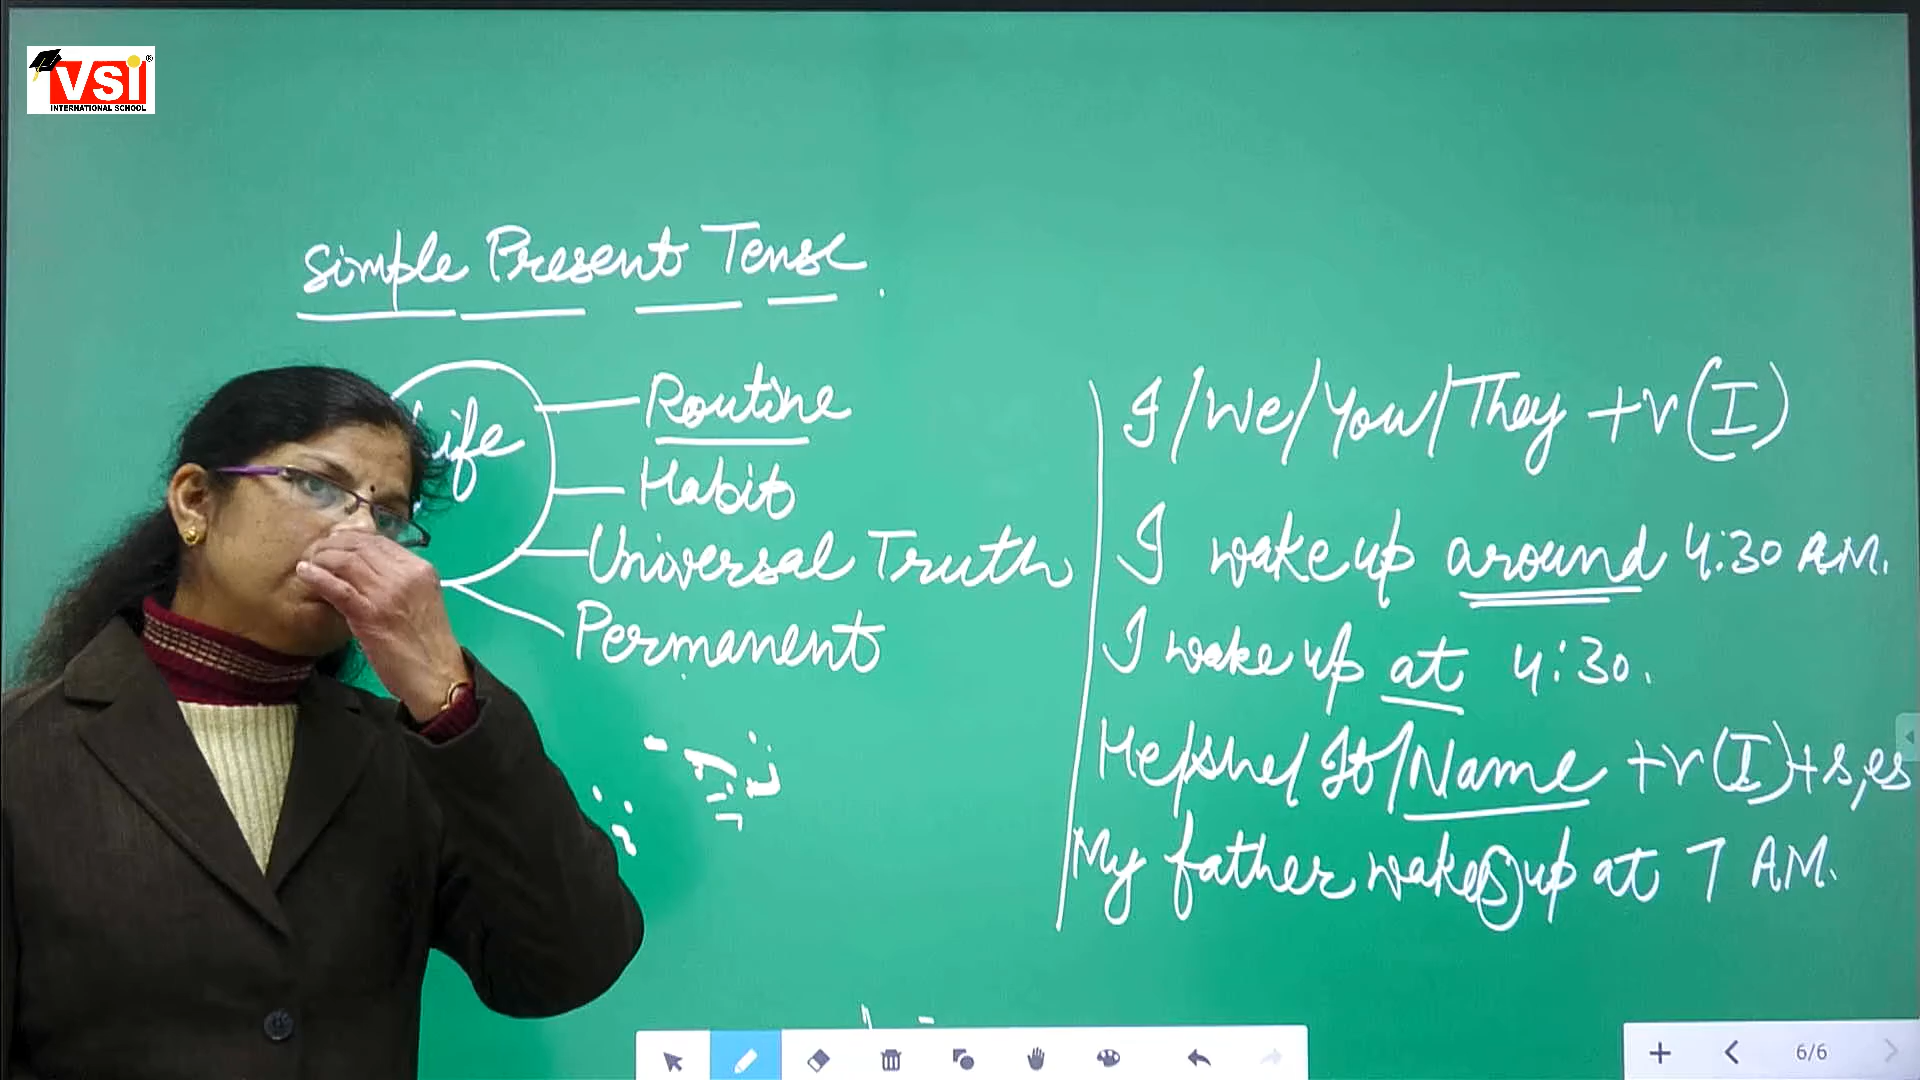 VSI
INTERNATIONAL SCHOOL
Simple Present Tense
Life
Routine
Habit
Universal Truth
Permanent
I/We/You/They +v(I)
I wake up around 4:30 A.M.
I wake up at 4:30.
He/she/It/Name +v(I)+s,es
My father wakes up at 7 AM.
6/6